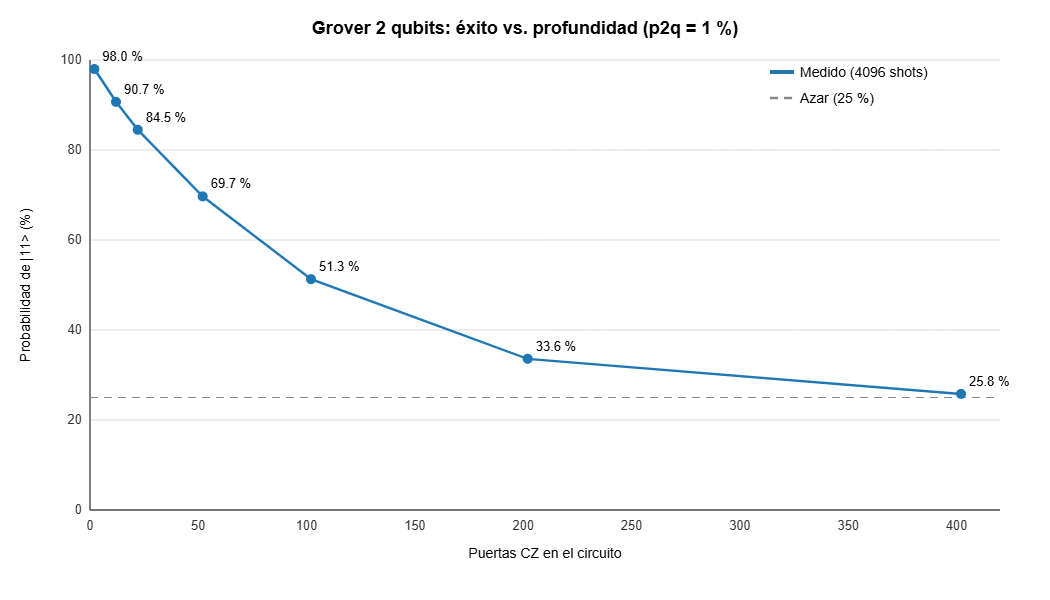 Grover 2 qubits: éxito vs. profundidad (p2q = 1 %)
Medido (4096 shots)
Azar (25 %)
98.0 %
90.7 %
84.5 %
69.7 %
51.3 %
33.6 %
25.8 %
100
80
60
40
20
0
Probabilidad de |11> (%)
0 50 100 150 200 250 300 350 400
Puertas CZ en el circuito